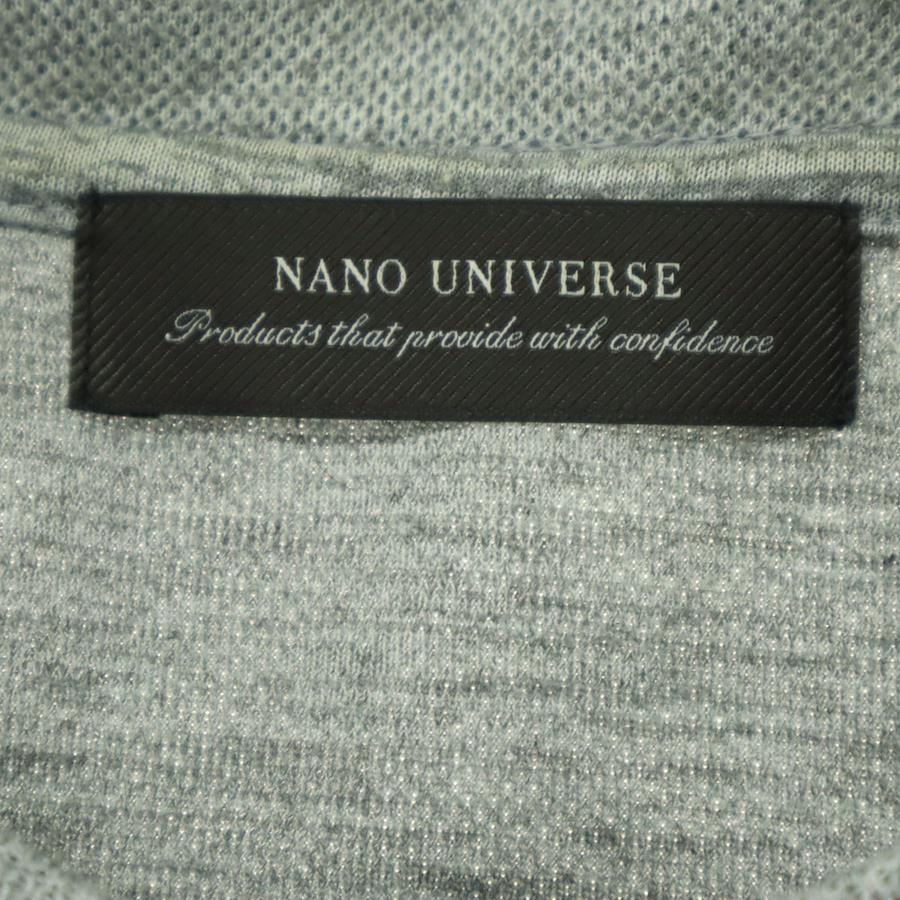 NANO UNIVERSE
Products that provide with confidence